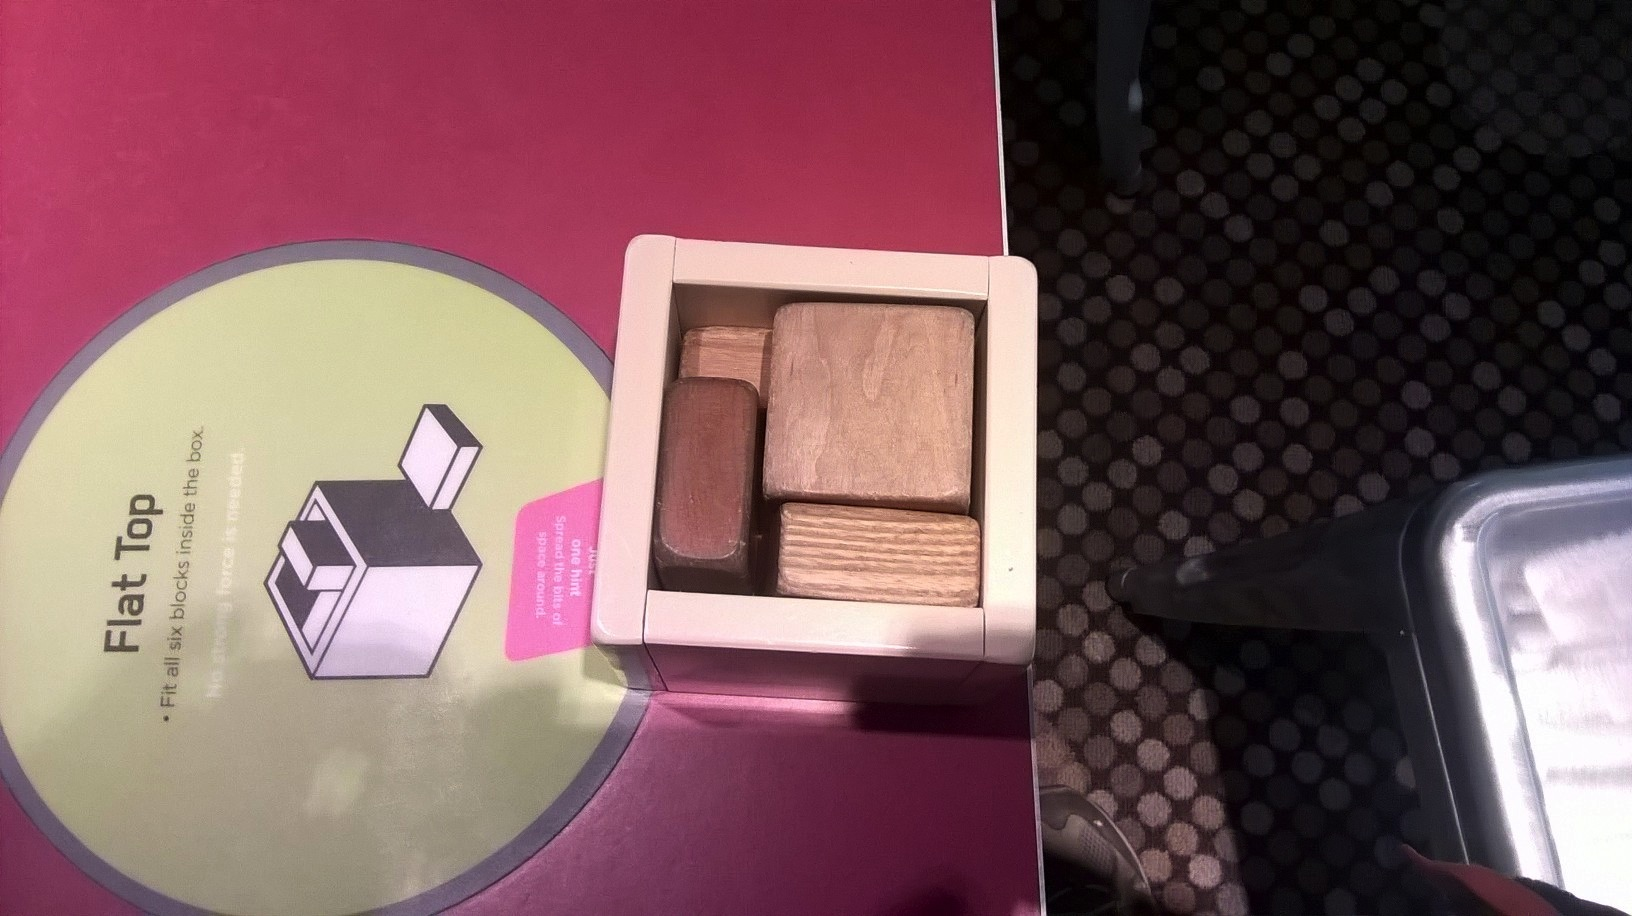 Flat Top
• Fit all six blocks inside the box.
No strong force is needed.
Just
one hint
Spread the bits of
space around.